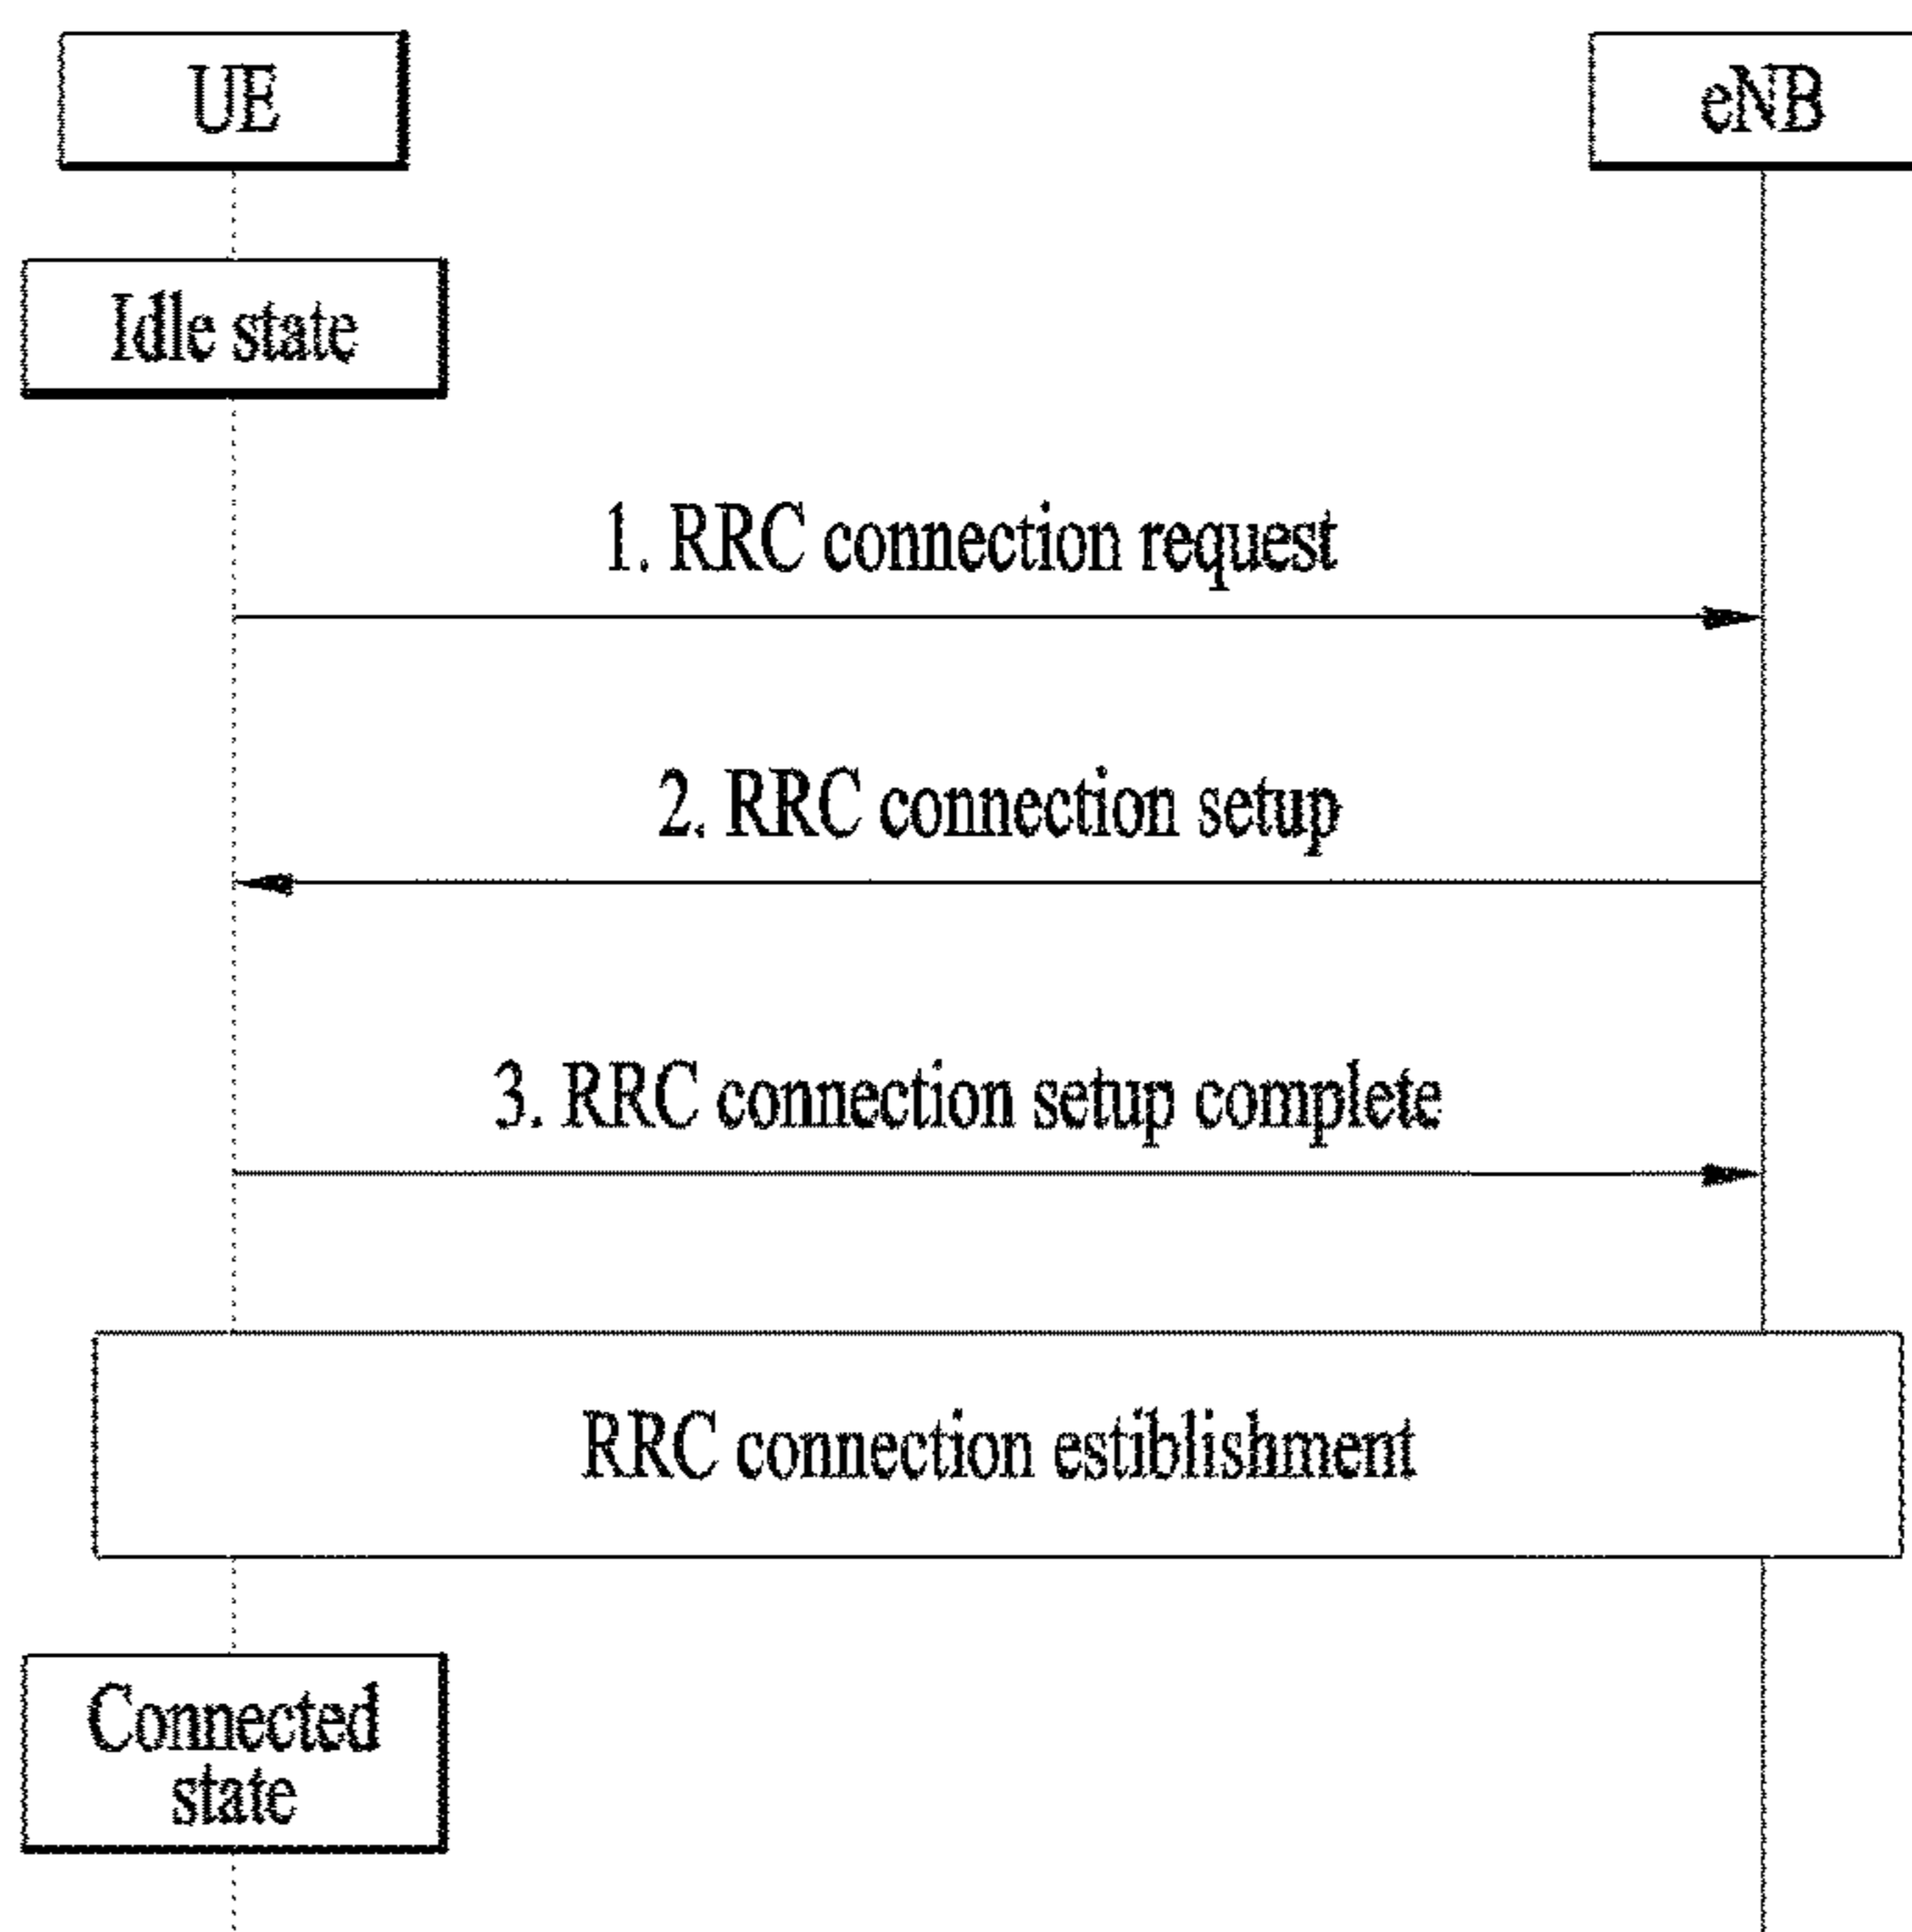 UE
eNB
Idle state
1. RRC connection request
2. RRC connection setup
3. RRC connection setup complete
RRC connection estiblishment
Connected
state